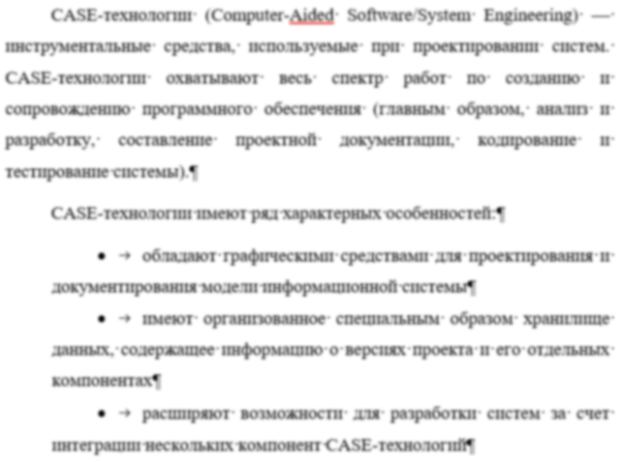 CASE-технологии (Computer-Aided Software/System Engineering) —
инструментальные средства, используемые при проектировании систем.
CASE-технологии охватывают весь спектр работ по созданию и
сопровождению программного обеспечения (главным образом, анализ и
разработку, составление проектной документации, кодирование и
тестирование системы).¶
CASE-технологии имеют ряд характерных особенностей:¶
• → обладают графическими средствами для проектирования и
документирования модели информационной системы¶
• → имеют организованное специальным образом хранилище
данных, содержащее информацию о версиях проекта и его отдельных
компонентах¶
• → расширяют возможности для разработки систем за счет
интеграции нескольких компонент CASE-технологий¶